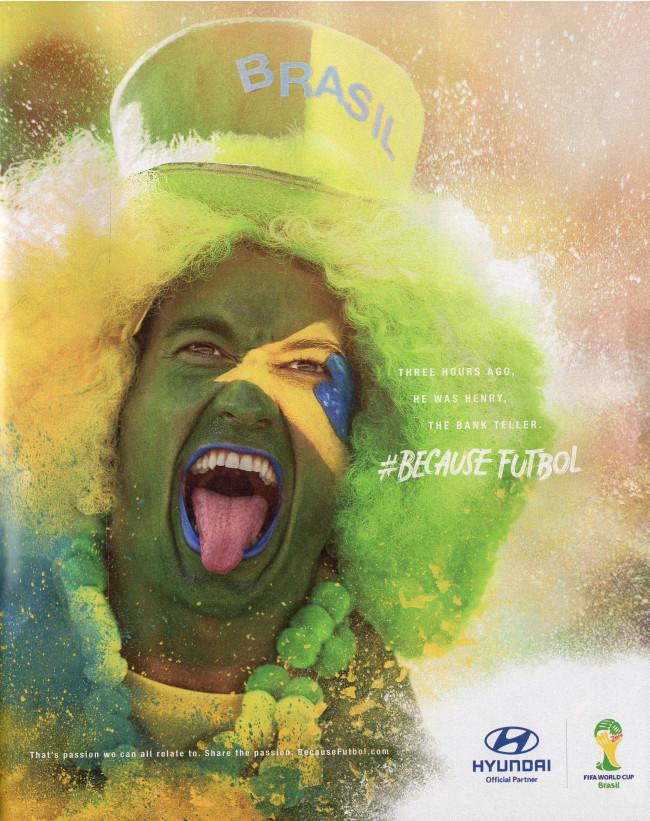 BRASIL
THREE HOURS AGO,
HE WAS HENRY,
THE BANK TELLER.
#BECAUSE FUTBOL
That's passion we can all relate to. Share the passion. BecauseFutbol.com
HYUNDAI
Official Partner
2014
FIFA WORLD CUP
Brasil